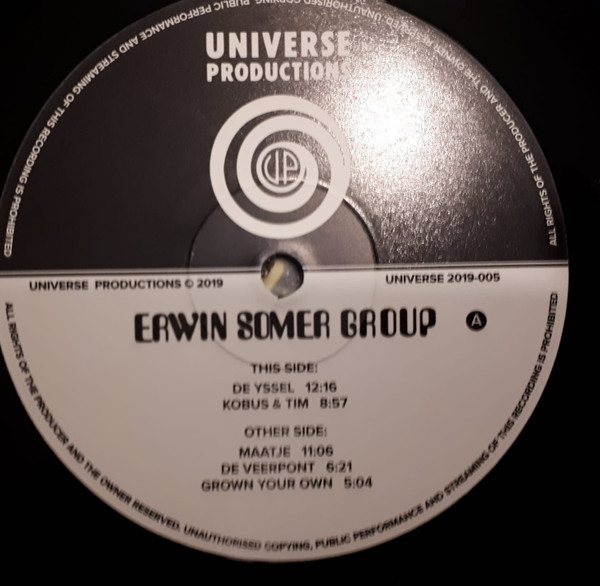 UNIVERSE
PRODUCTIONS
UP
UNIVERSE PRODUCTIONS © 2019
UNIVERSE 2019-005
ERWIN SOMER GROUP
A
THIS SIDE:
DE YSSEL 12:16
KOBUS & TIM 8:57
OTHER SIDE:
MAATJE 11:06
DE VEERPONT 6:21
GROWN YOUR OWN 5:04
ALL RIGHTS OF THE PRODUCER AND THE OWNER RESERVED. UNAUTHORISED COPYING, PUBLIC PERFORMANCE AND STREAMING OF THIS RECORDING IS PROHIBITED
ALL RIGHTS OF THE PRODUCER AND THE OWNER RESERVED. UNAUTHORISED COPYING, PUBLIC PERFORMANCE AND STREAMING OF THIS RECORDING IS PROHIBITED